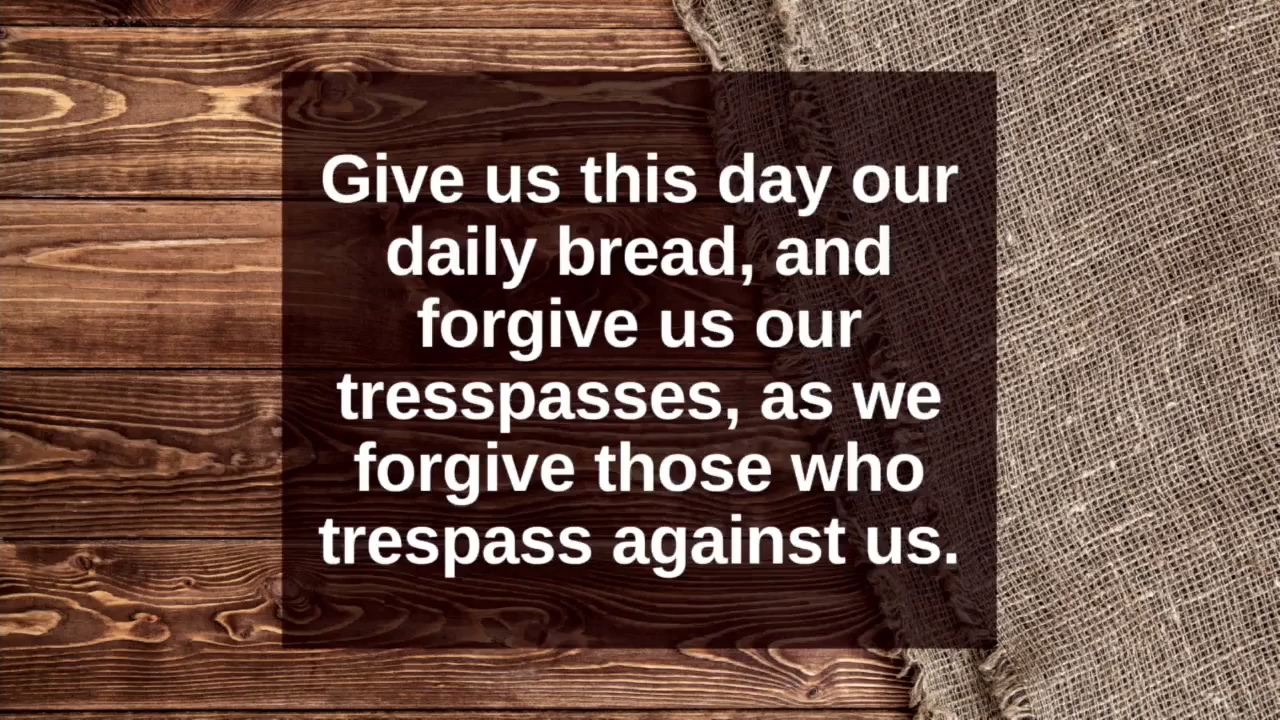 Give us this day our
daily bread, and
forgive us our
tresspasses, as we
forgive those who
trespass against us.